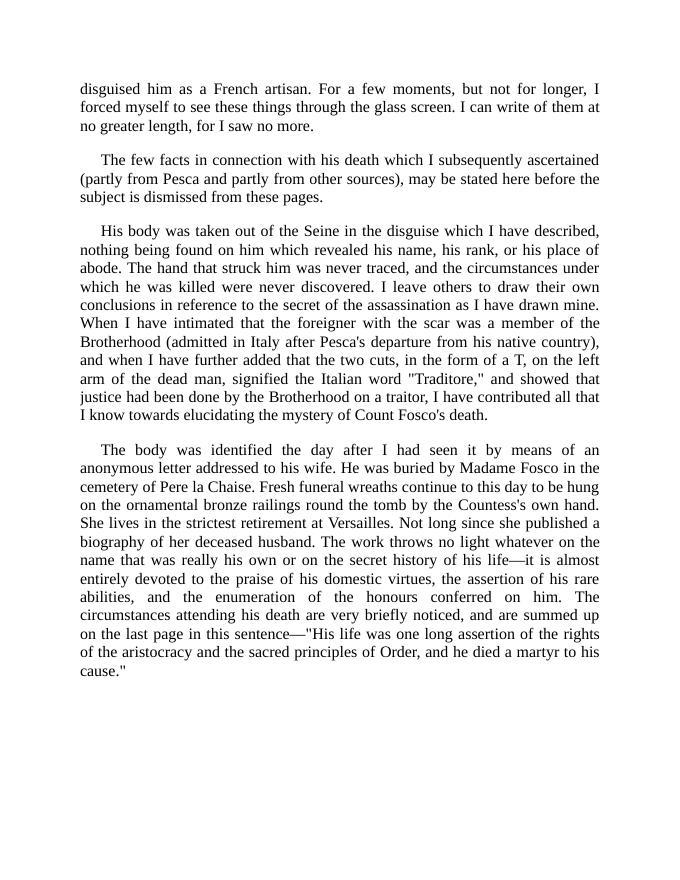 disguised him as a French artisan. For a few moments, but not for longer, I
forced myself to see these things through the glass screen. I can write of them at
no greater length, for I saw no more.
The few facts in connection with his death which I subsequently ascertained
(partly from Pesca and partly from other sources), may be stated here before the
subject is dismissed from these pages.
His body was taken out of the Seine in the disguise which I have described,
nothing being found on him which revealed his name, his rank, or his place of
abode. The hand that struck him was never traced, and the circumstances under
which he was killed were never discovered. I leave others to draw their own
conclusions in reference to the secret of the assassination as I have drawn mine.
When I have intimated that the foreigner with the scar was a member of the
Brotherhood (admitted in Italy after Pesca's departure from his native country),
and when I have further added that the two cuts, in the form of a T, on the left
arm of the dead man, signified the Italian word "Traditore," and showed that
justice had been done by the Brotherhood on a traitor, I have contributed all that
I know towards elucidating the mystery of Count Fosco's death.
The body was identified the day after I had seen it by means of an
anonymous letter addressed to his wife. He was buried by Madame Fosco in the
cemetery of Pere la Chaise. Fresh funeral wreaths continue to this day to be hung
on the ornamental bronze railings round the tomb by the Countess's own hand.
She lives in the strictest retirement at Versailles. Not long since she published a
biography of her deceased husband. The work throws no light whatever on the
name that was really his own or on the secret history of his life—it is almost
entirely devoted to the praise of his domestic virtues, the assertion of his rare
abilities, and the enumeration of the honours conferred on him. The
circumstances attending his death are very briefly noticed, and are summed up
on the last page in this sentence—"His life was one long assertion of the rights
of the aristocracy and the sacred principles of Order, and he died a martyr to his
cause."